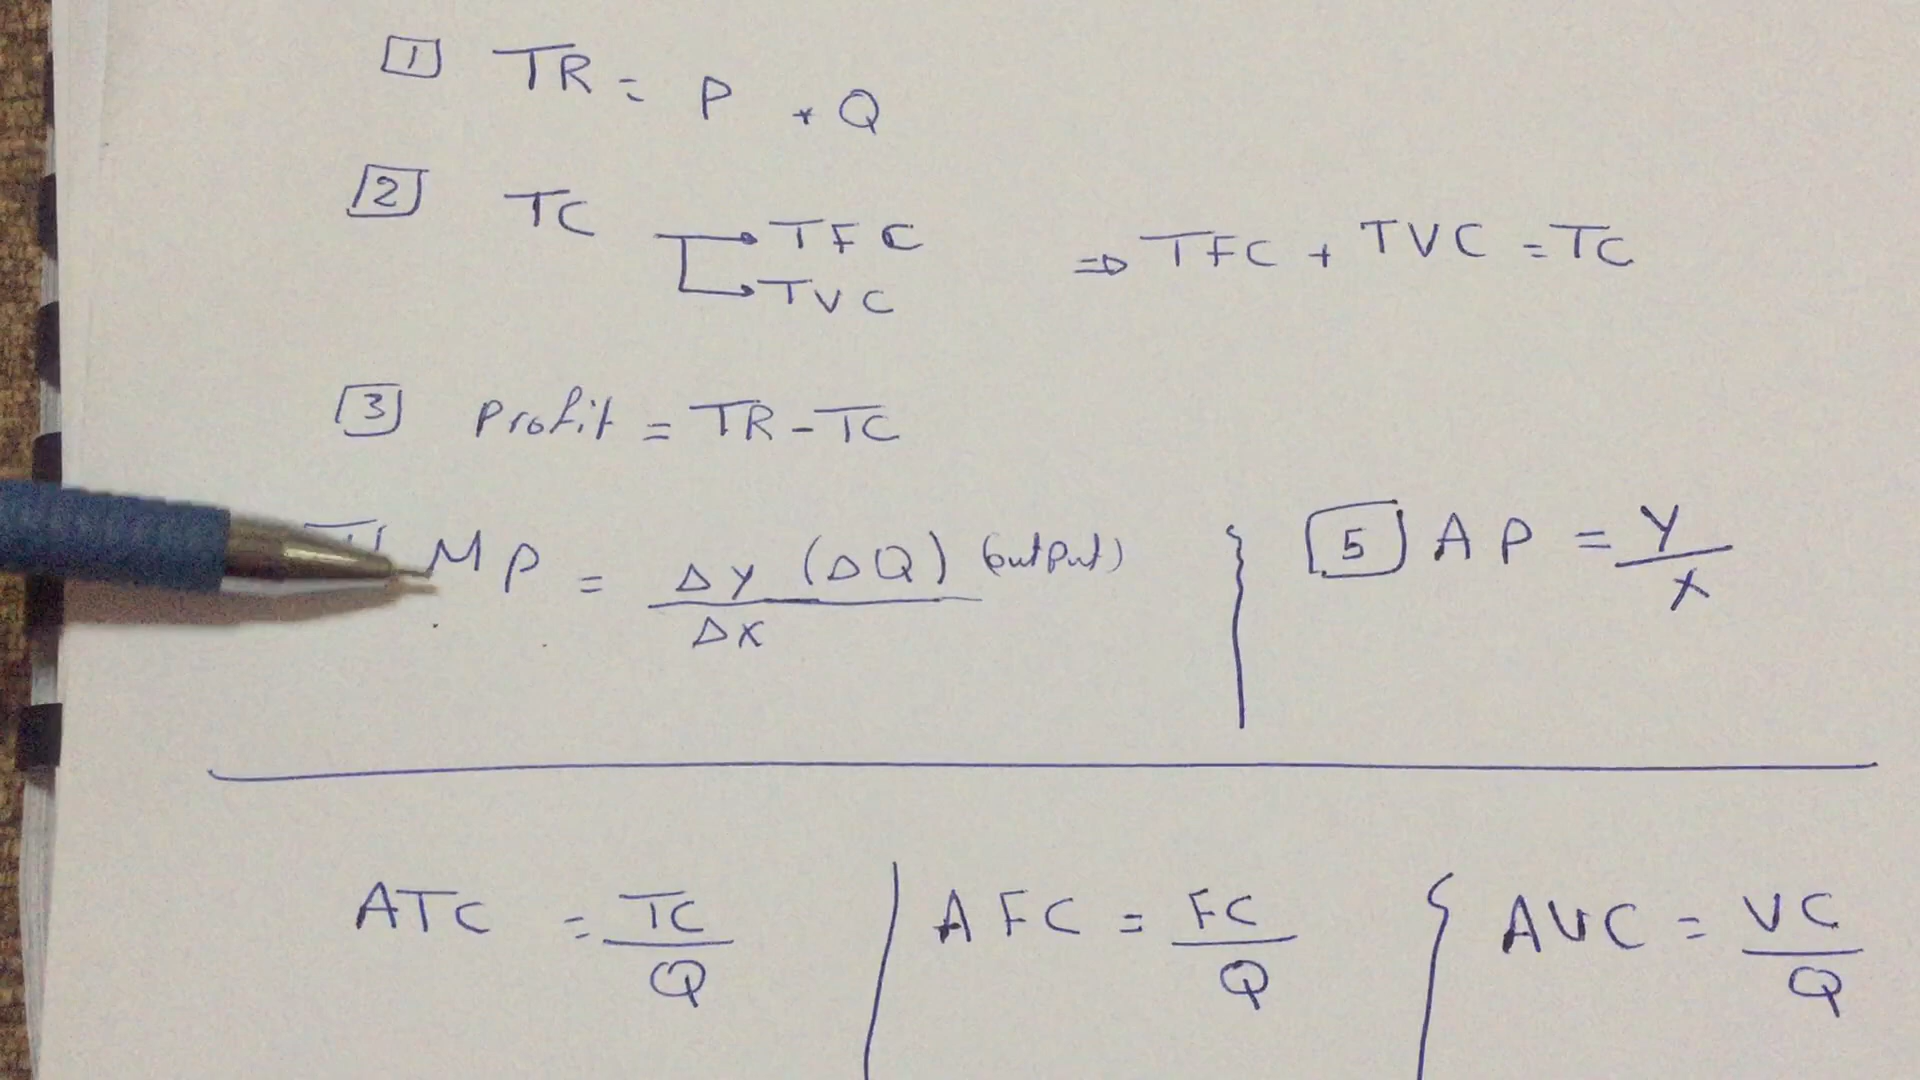 1 TR = P * Q
2 TC → TFC ⇒ TFC + TVC = TC
→ TVC
3 Profit = TR - TC
MP = ΔY (ΔQ) (output) / ΔX
5 AP = Y / X
ATC = TC / Q
AFC = FC / Q
AVC = VC / Q